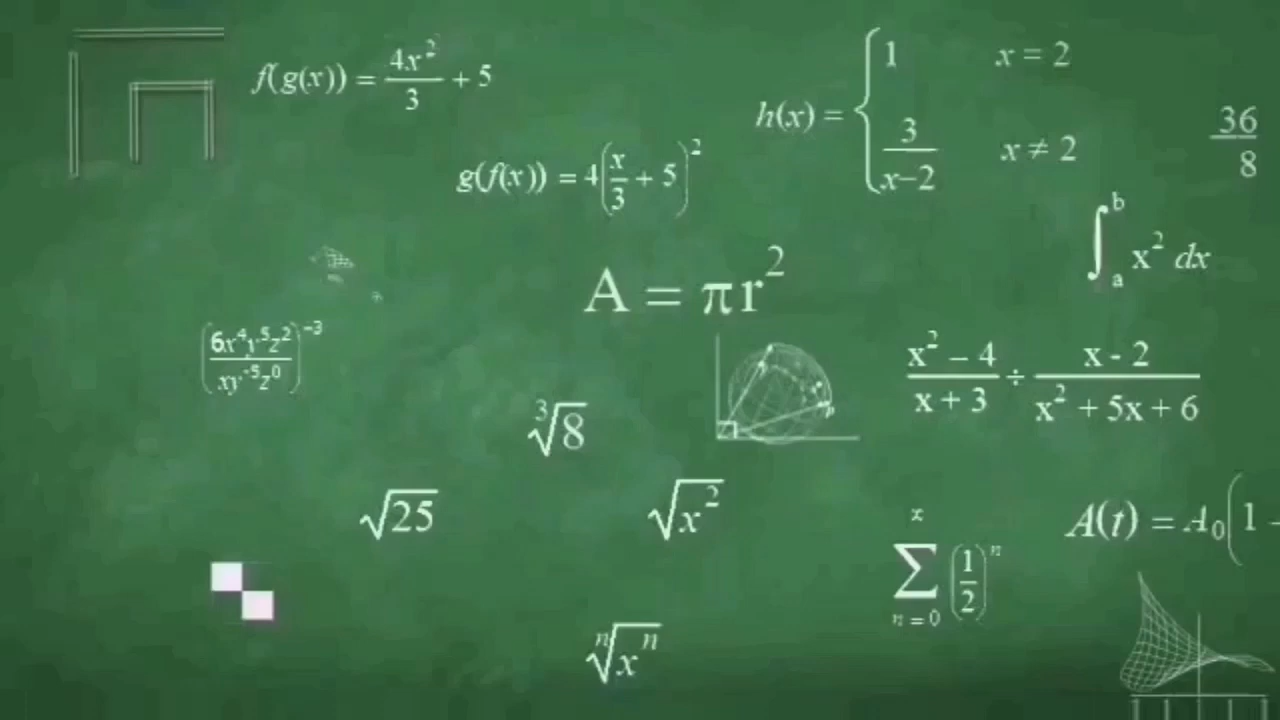 f(g(x)) = 4x²/3 + 5
h(x) = { 1 x = 2
3/(x−2) x ≠ 2
36/8
g(f(x)) = 4(x/3 + 5)²
∫ₐᵇ x² dx
A = πr²
(6x⁴y⁵z²/xy⁻⁵z⁰)⁻³
(x² − 4)/(x + 3) ÷ (x - 2)/(x² + 5x + 6)
∛8
√25
√x²
A(t) = A₀(1 -
x
∑ (1/2)ⁿ
n = 0
ⁿ√xⁿ